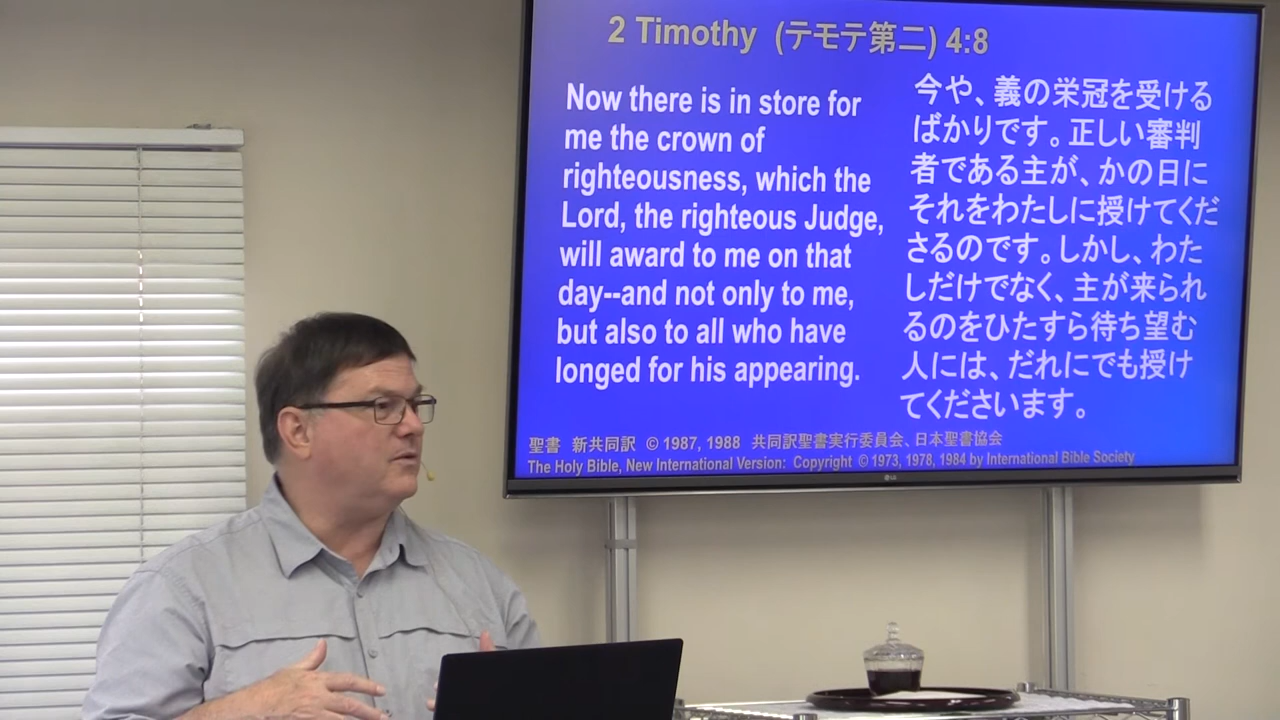 2 Timothy (テモテ第二) 4:8
Now there is in store for
me the crown of
righteousness, which the
Lord, the righteous Judge,
will award to me on that
day--and not only to me,
but also to all who have
longed for his appearing.
今や、義の栄冠を受ける
ばかりです。正しい審判
者である主が、かの日に
それをわたしに授けてくだ
さるのです。しかし、わた
しだけでなく、主が来られ
るのをひたすら待ち望む
人には、だれにでも授け
てくださいます。
聖書 新共同訳 © 1987, 1988 共同訳聖書実行委員会、日本聖書協会
The Holy Bible, New International Version: Copyright © 1973, 1978, 1984 by International Bible Society
LG